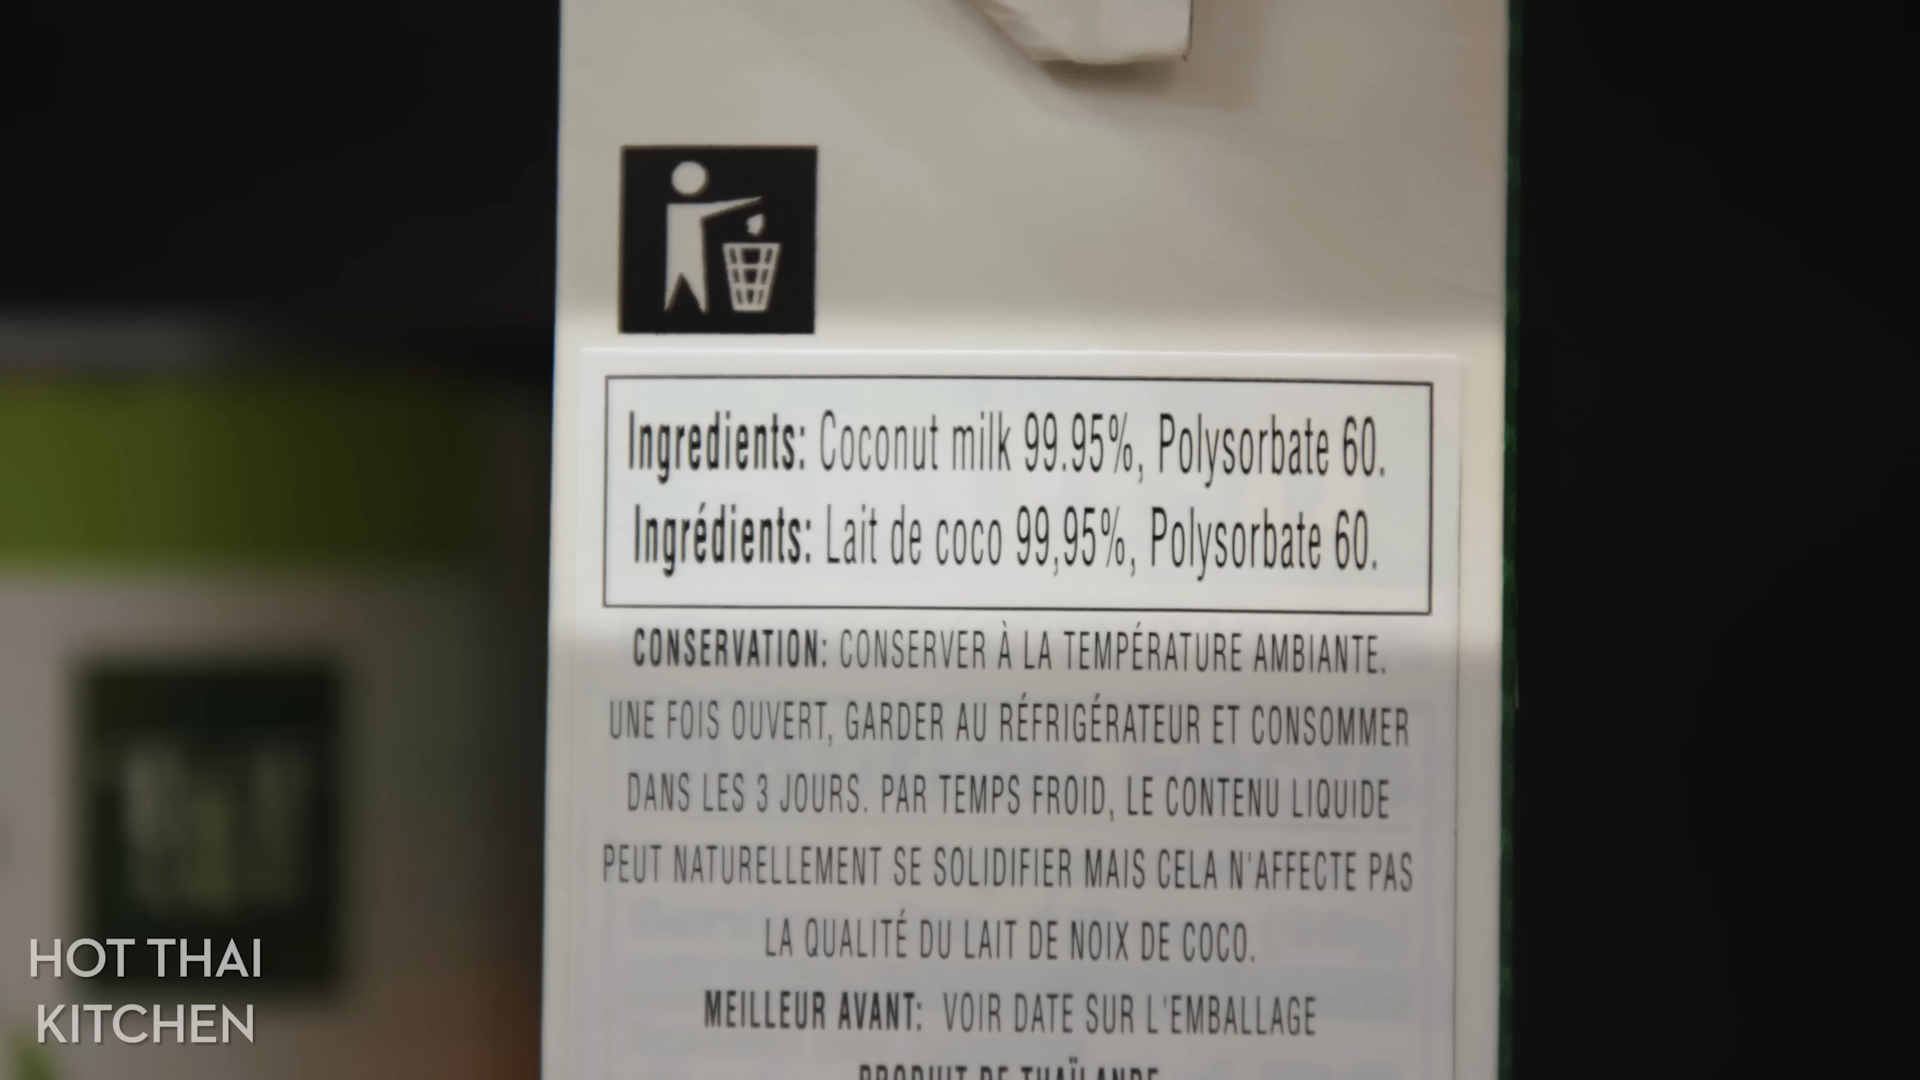 Ingredients: Coconut milk 99.95%, Polysorbate 60.
Ingrédients: Lait de coco 99,95%, Polysorbate 60.
CONSERVATION: CONSERVER À LA TEMPÉRATURE AMBIANTE.
UNE FOIS OUVERT, GARDER AU RÉFRIGÉRATEUR ET CONSOMMER
DANS LES 3 JOURS. PAR TEMPS FROID, LE CONTENU LIQUIDE
PEUT NATURELLEMENT SE SOLIDIFIER MAIS CELA N'AFFECTE PAS
LA QUALITÉ DU LAIT DE NOIX DE COCO.
MEILLEUR AVANT: VOIR DATE SUR L'EMBALLAGE
PRODUIT DE THAÏLANDE
HOT THAI
KITCHEN